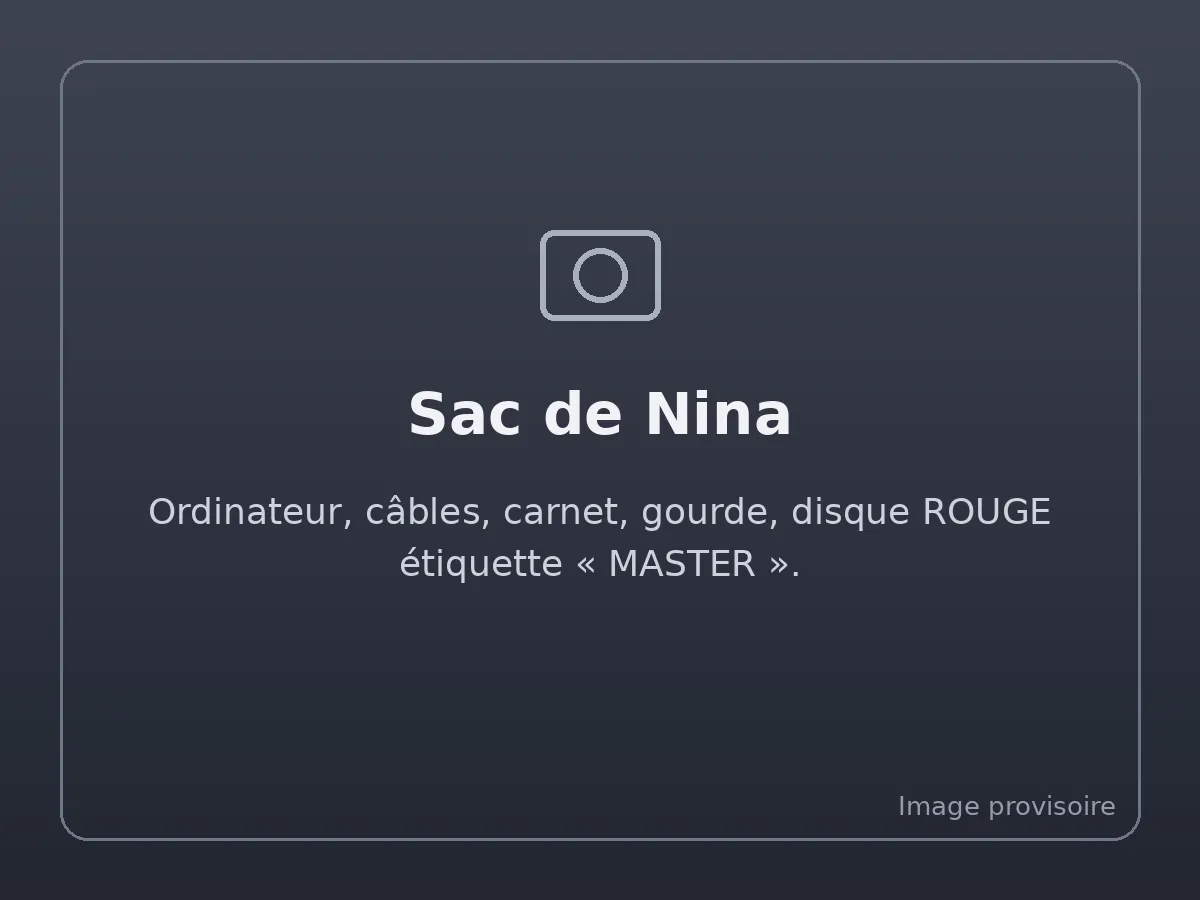 Sac de Nina
Ordinateur, câbles, carnet, gourde, disque ROUGE
étiquette « MASTER ».
Image provisoire